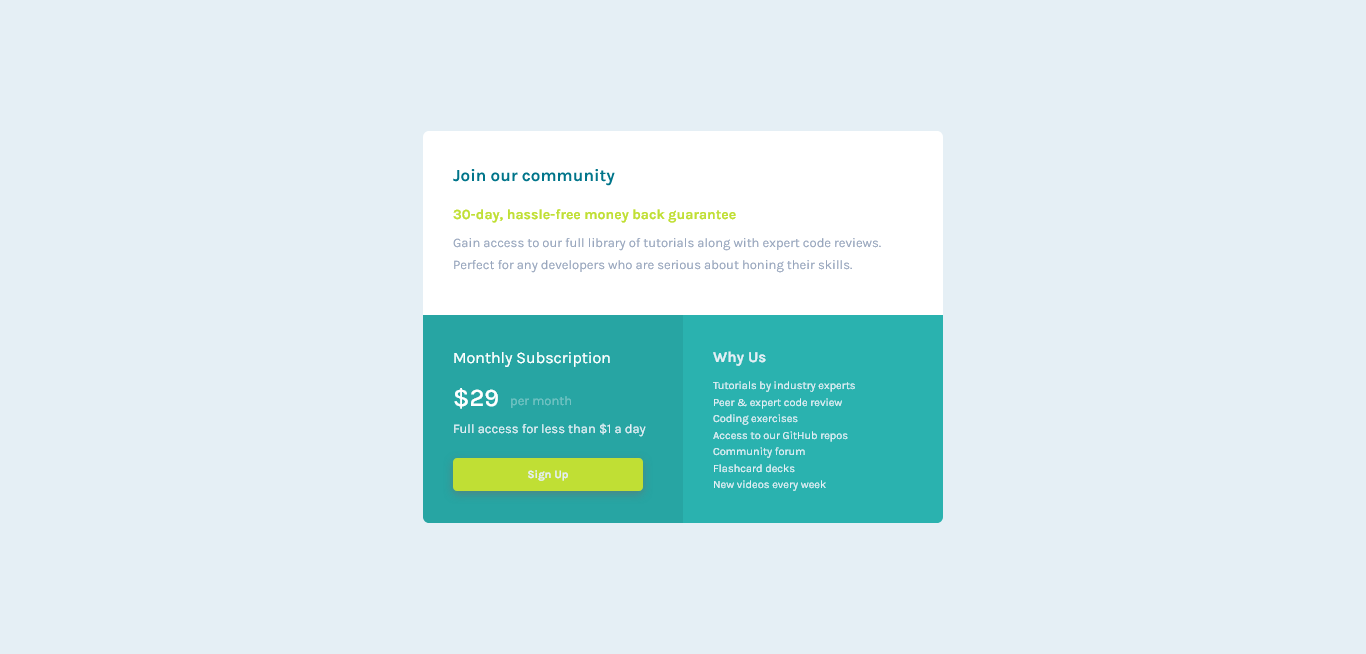 Join our community
30-day, hassle-free money back guarantee
Gain access to our full library of tutorials along with expert code reviews.
Perfect for any developers who are serious about honing their skills.
Monthly Subscription
$29 per month
Full access for less than $1 a day
Sign Up
Why Us
Tutorials by industry experts
Peer & expert code review
Coding exercises
Access to our GitHub repos
Community forum
Flashcard decks
New videos every week